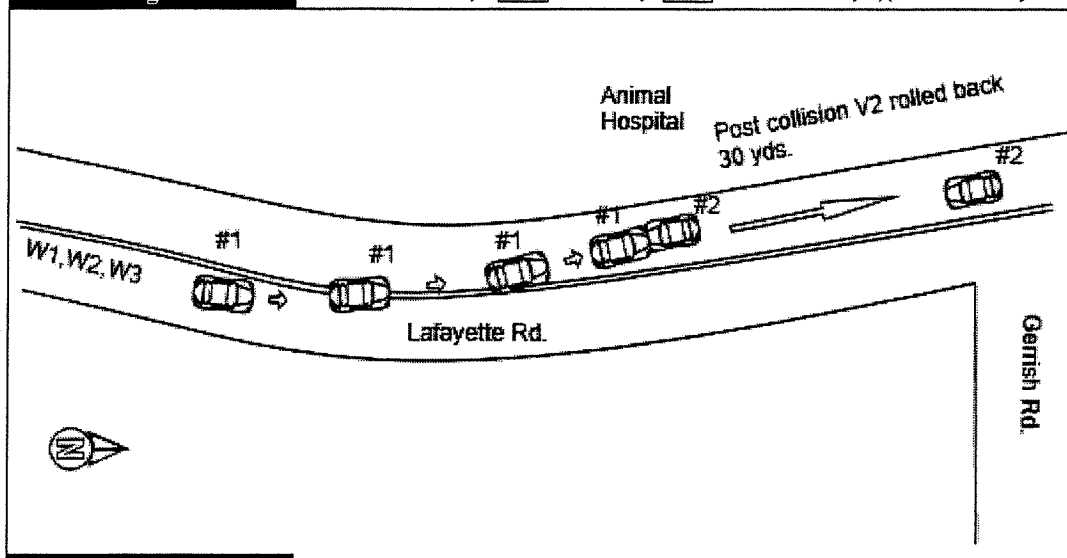 Animal
Hospital
Post collision V2 rolled back
30 yds.
#2
#1
#2
#1
#1
#1
W1, W2, W3
Lafayette Rd.
Gerrish Rd.
N